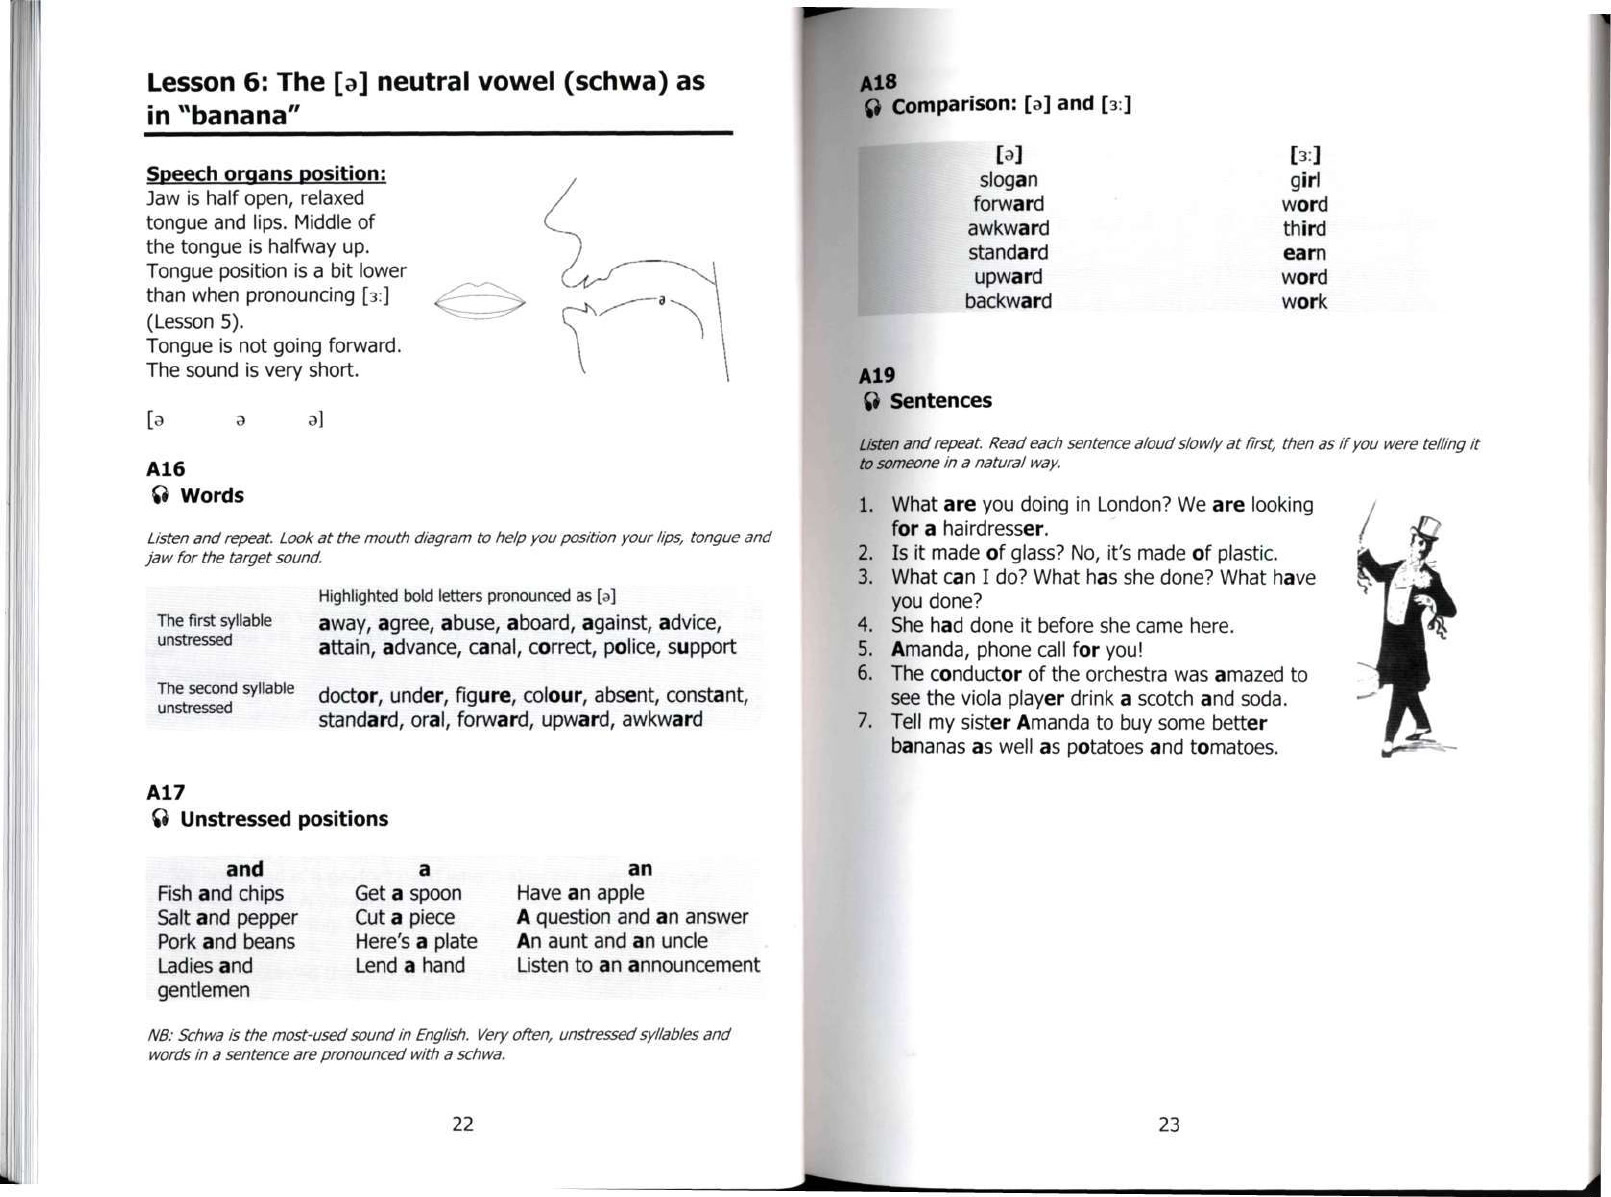 Lesson 6: The [ə] neutral vowel (schwa) as
in "banana"
Speech organs position:
Jaw is half open, relaxed
tongue and lips. Middle of
the tongue is halfway up.
Tongue position is a bit lower
than when pronouncing [ɜ:]
(Lesson 5).
Tongue is not going forward.
The sound is very short.
ə
[ə ə ə]
A16
Words
Listen and repeat. Look at the mouth diagram to help you position your lips, tongue and
jaw for the target sound.
Highlighted bold letters pronounced as [ə]
The first syllable
unstressed
away, agree, abuse, aboard, against, advice,
attain, advance, canal, correct, police, support
The second syllable
unstressed
doctor, under, figure, colour, absent, constant,
standard, oral, forward, upward, awkward
A17
Unstressed positions
and a an
Fish and chips Get a spoon Have an apple
Salt and pepper Cut a piece A question and an answer
Pork and beans Here's a plate An aunt and an uncle
Ladies and Lend a hand Listen to an announcement
gentlemen
NB: Schwa is the most-used sound in English. Very often, unstressed syllables and
words in a sentence are pronounced with a schwa.
22
A18
Comparison: [ə] and [ɜ:]
[ə] [ɜ:]
slogan girl
forward word
awkward third
standard earn
upward word
backward work
A19
Sentences
Listen and repeat. Read each sentence aloud slowly at first, then as if you were telling it
to someone in a natural way.
1. What are you doing in London? We are looking
for a hairdresser.
2. Is it made of glass? No, it's made of plastic.
3. What can I do? What has she done? What have
you done?
4. She had done it before she came here.
5. Amanda, phone call for you!
6. The conductor of the orchestra was amazed to
see the viola player drink a scotch and soda.
7. Tell my sister Amanda to buy some better
bananas as well as potatoes and tomatoes.
23